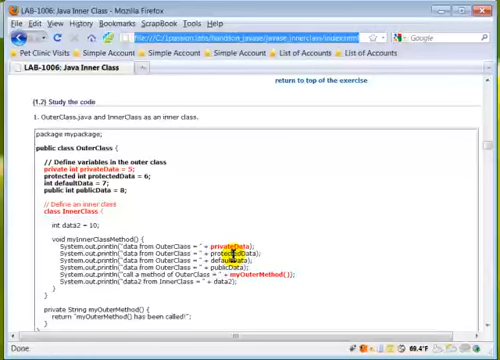 LAB-1006: Java Inner Class - Mozilla Firefox
File Edit View History Bookmarks ScrapBook Tools Help
Pet Clinic Simple Account Simple Account List of Accounts List of Accounts
LAB-1006: Java Inner Class
return to top of the exercise
(1.2) Study the code
1. OuterClass.java and InnerClass as an inner class.
package mypackage;
public class OuterClass {
// Define variables in the outer class
private int privateData = 5;
protected int protectedData = 6;
int defaultData = 7;
public int publicData = 8;
// Define an inner class
class InnerClass {
int data2 = 10;
void myInnerClassMethod() {
System.out.println("data from OuterClass = " + privateData);
System.out.println("data from OuterClass = " + protectedData);
System.out.println("data from OuterClass = " + defaultData);
System.out.println("data from OuterClass = " + publicData);
System.out.println("call a method of OuterClass = " + myOuterMethod());
System.out.println("data2 from InnerClass = " + data2);
}
}
private String myOuterMethod() {
return "myOuterMethod has been called!";
Done
69.4°F